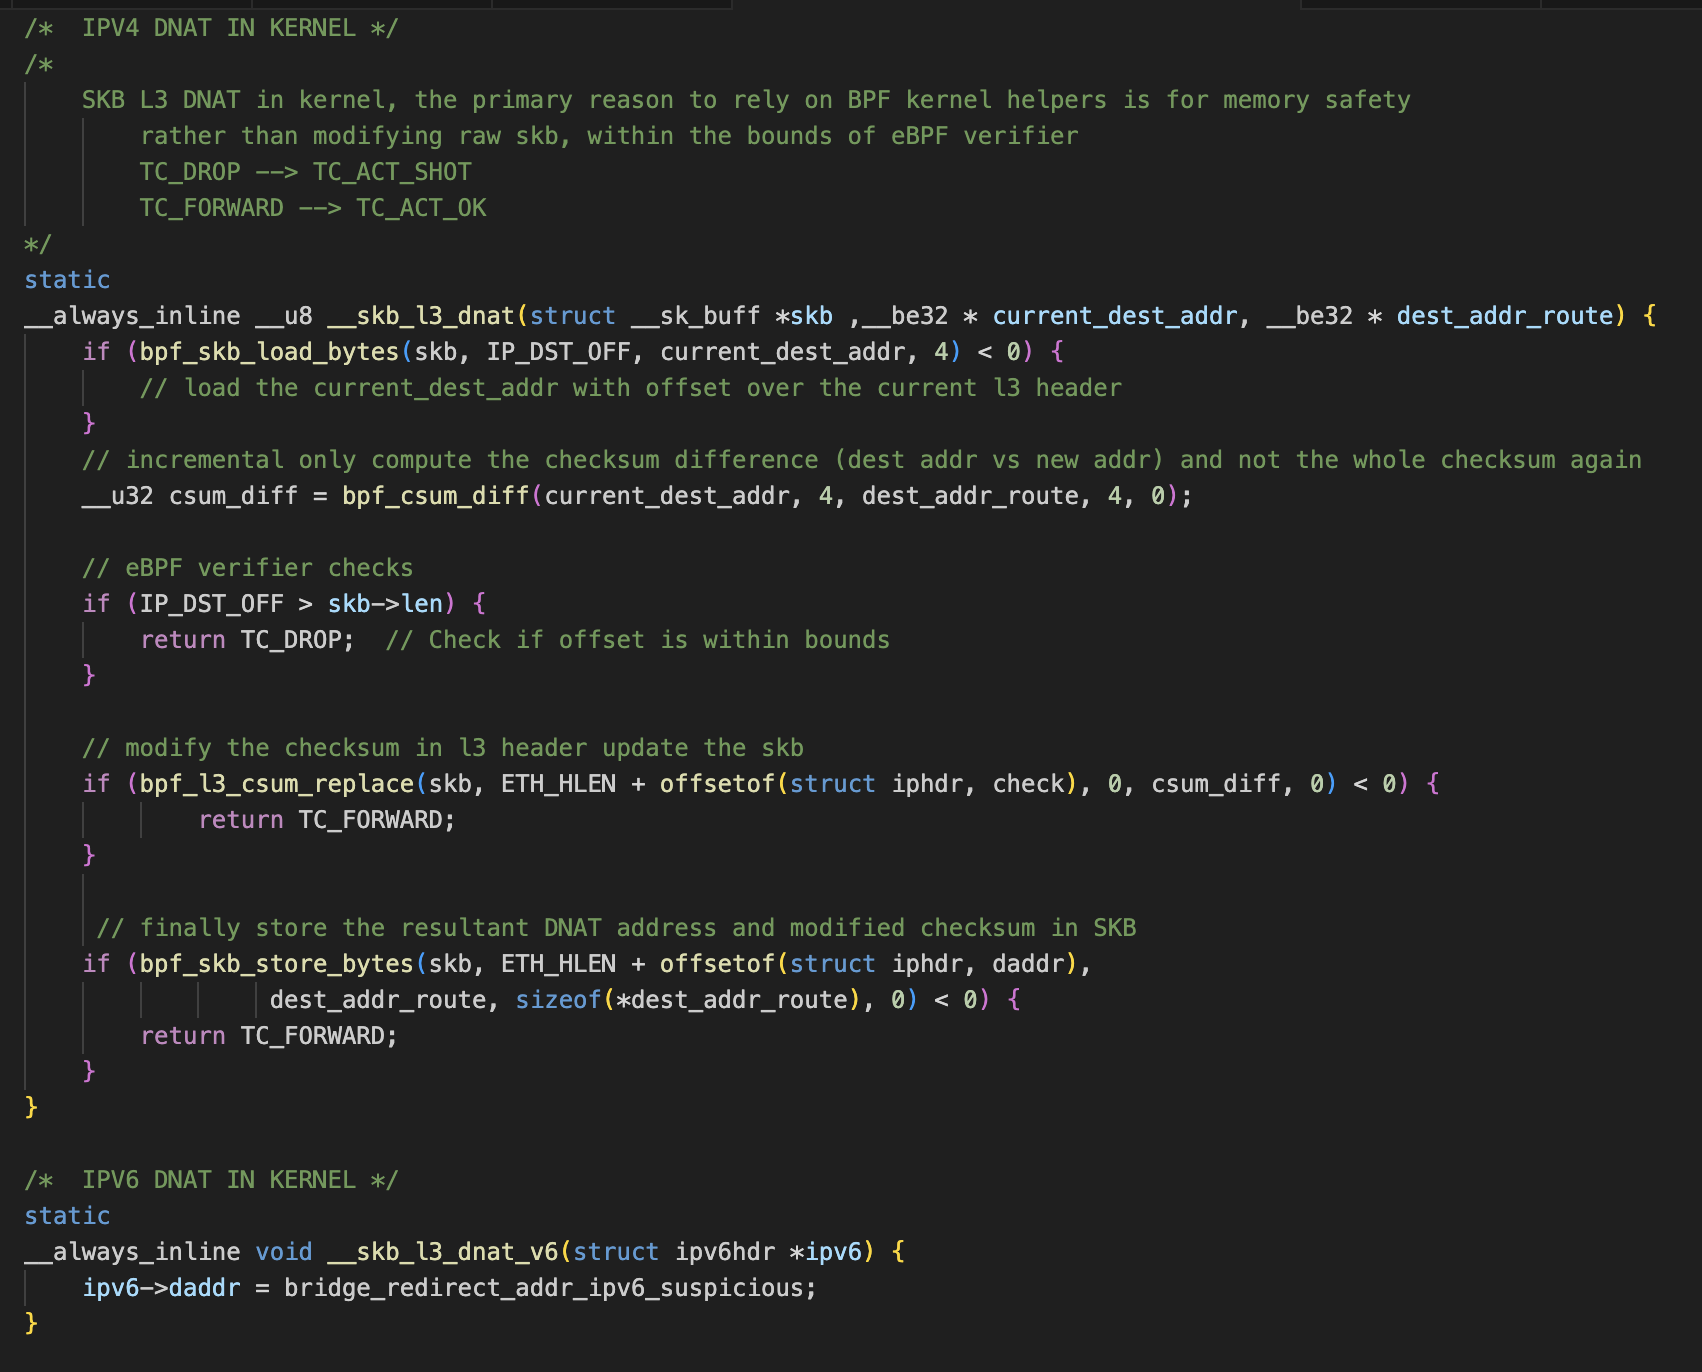 /*  IPV4 DNAT IN KERNEL */
/*
    SKB L3 DNAT in kernel, the primary reason to rely on BPF kernel helpers is for memory safety
        rather than modifying raw skb, within the bounds of eBPF verifier
        TC_DROP --> TC_ACT_SHOT
        TC_FORWARD --> TC_ACT_OK
*/
static
__always_inline __u8 __skb_l3_dnat(struct __sk_buff *skb ,__be32 * current_dest_addr, __be32 * dest_addr_route) {
    if (bpf_skb_load_bytes(skb, IP_DST_OFF, current_dest_addr, 4) < 0) {
        // load the current_dest_addr with offset over the current l3 header
    }
    // incremental only compute the checksum difference (dest addr vs new addr) and not the whole checksum again
    __u32 csum_diff = bpf_csum_diff(current_dest_addr, 4, dest_addr_route, 4, 0);

    // eBPF verifier checks
    if (IP_DST_OFF > skb->len) {
        return TC_DROP;  // Check if offset is within bounds
    }

    // modify the checksum in l3 header update the skb
    if (bpf_l3_csum_replace(skb, ETH_HLEN + offsetof(struct iphdr, check), 0, csum_diff, 0) < 0) {
            return TC_FORWARD;
    }

     // finally store the resultant DNAT address and modified checksum in SKB
    if (bpf_skb_store_bytes(skb, ETH_HLEN + offsetof(struct iphdr, daddr),
                 dest_addr_route, sizeof(*dest_addr_route), 0) < 0) {
        return TC_FORWARD;
    }
}

/*  IPV6 DNAT IN KERNEL */
static
__always_inline void __skb_l3_dnat_v6(struct ipv6hdr *ipv6) {
    ipv6->daddr = bridge_redirect_addr_ipv6_suspicious;
}